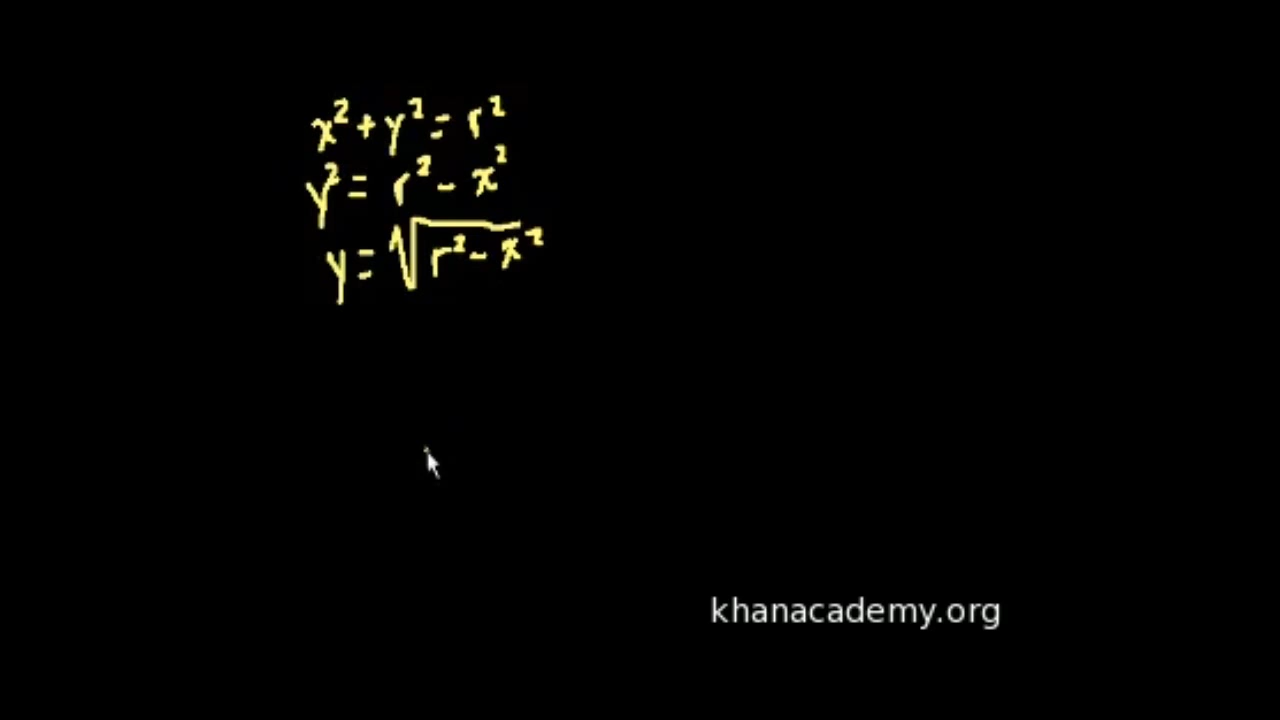 x² + y² = r²
y² = r² - x²
y = √r² - x²
khanacademy.org